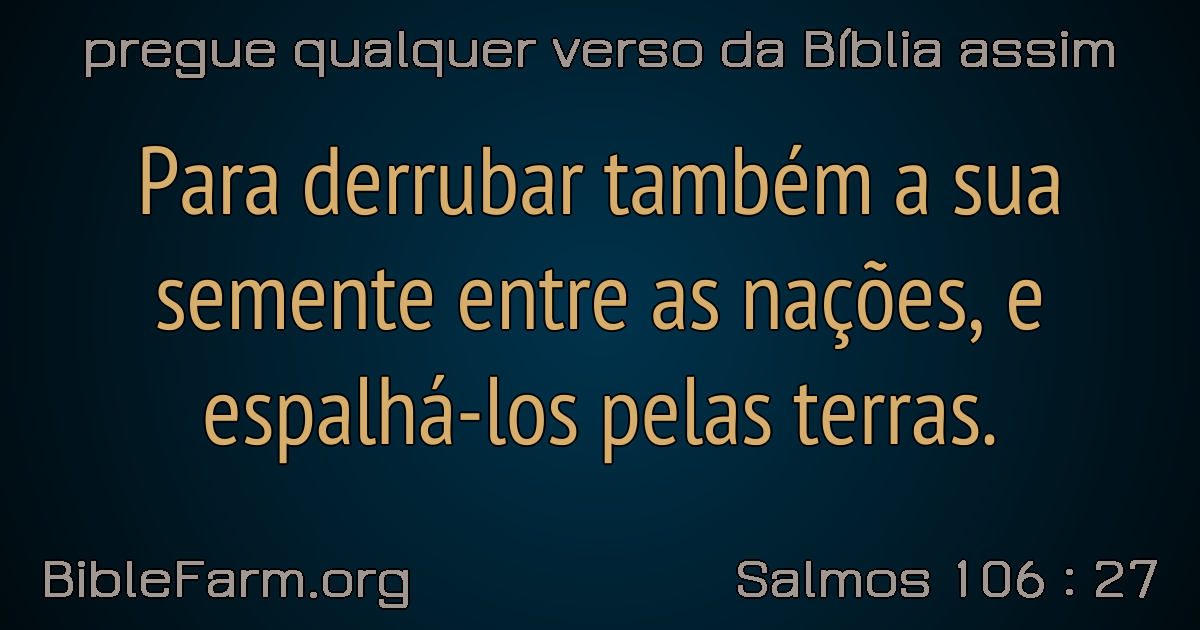 pregue qualquer verso da Bíblia assim
Para derrubar também a sua
semente entre as nações, e
espalhá-los pelas terras.
BibleFarm.org
Salmos 106 : 27